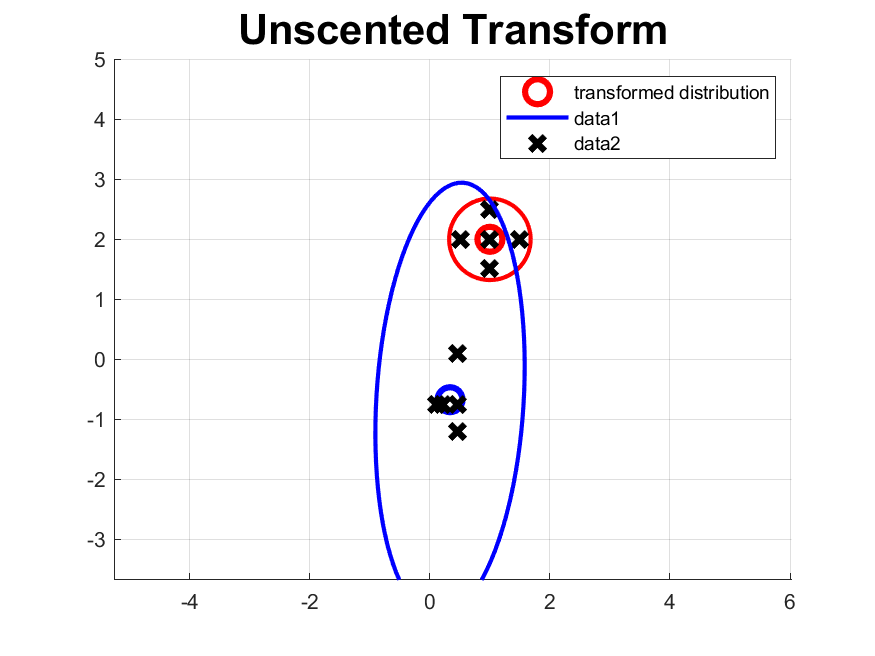 Unscented Transform
5
4
3
2
1
0
-1
-2
-3
transformed distribution
data1
data2
-4 -2 0 2 4 6